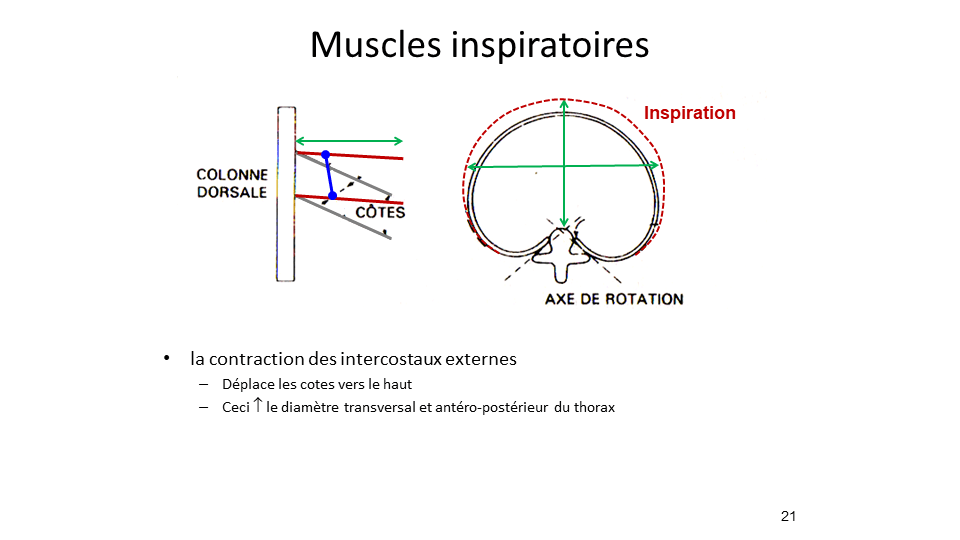 Muscles inspiratoires
Inspiration
COLONNE
DORSALE
CÔTES
AXE DE ROTATION
• la contraction des intercostaux externes
– Déplace les cotes vers le haut
– Ceci ↑ le diamètre transversal et antéro-postérieur du thorax
21